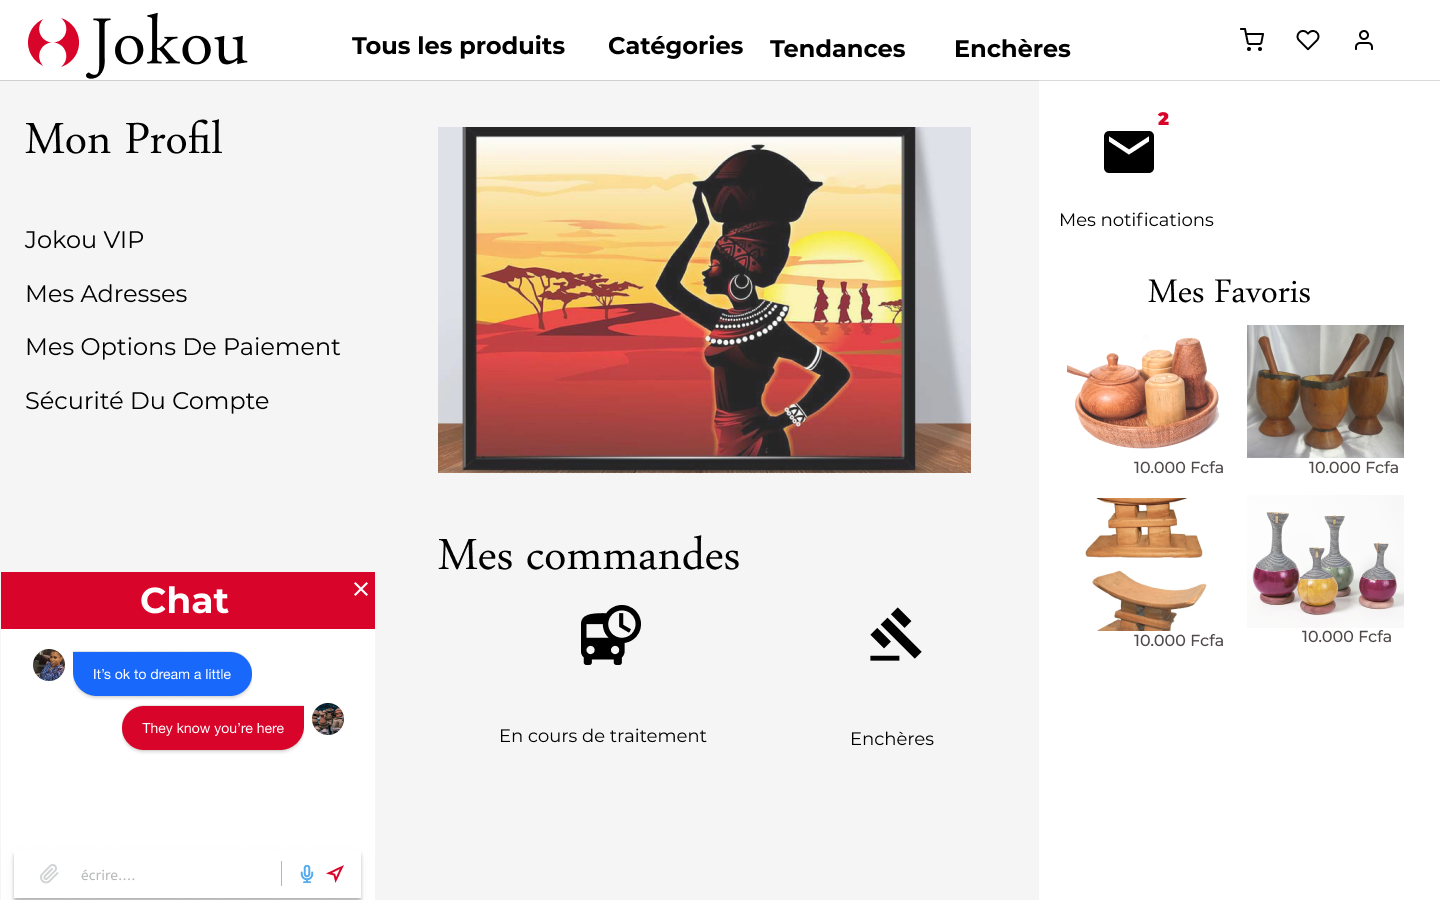 Jokou
Tous les produits
Catégories
Tendances
Enchères
Mon Profil
Jokou VIP
Mes Adresses
Mes Options De Paiement
Sécurité Du Compte
Chat
It's ok to dream a little
They know you're here
écrire....
Mes commandes
En cours de traitement
Enchères
2
Mes notifications
Mes Favoris
10.000 Fcfa
10.000 Fcfa
10.000 Fcfa
10.000 Fcfa